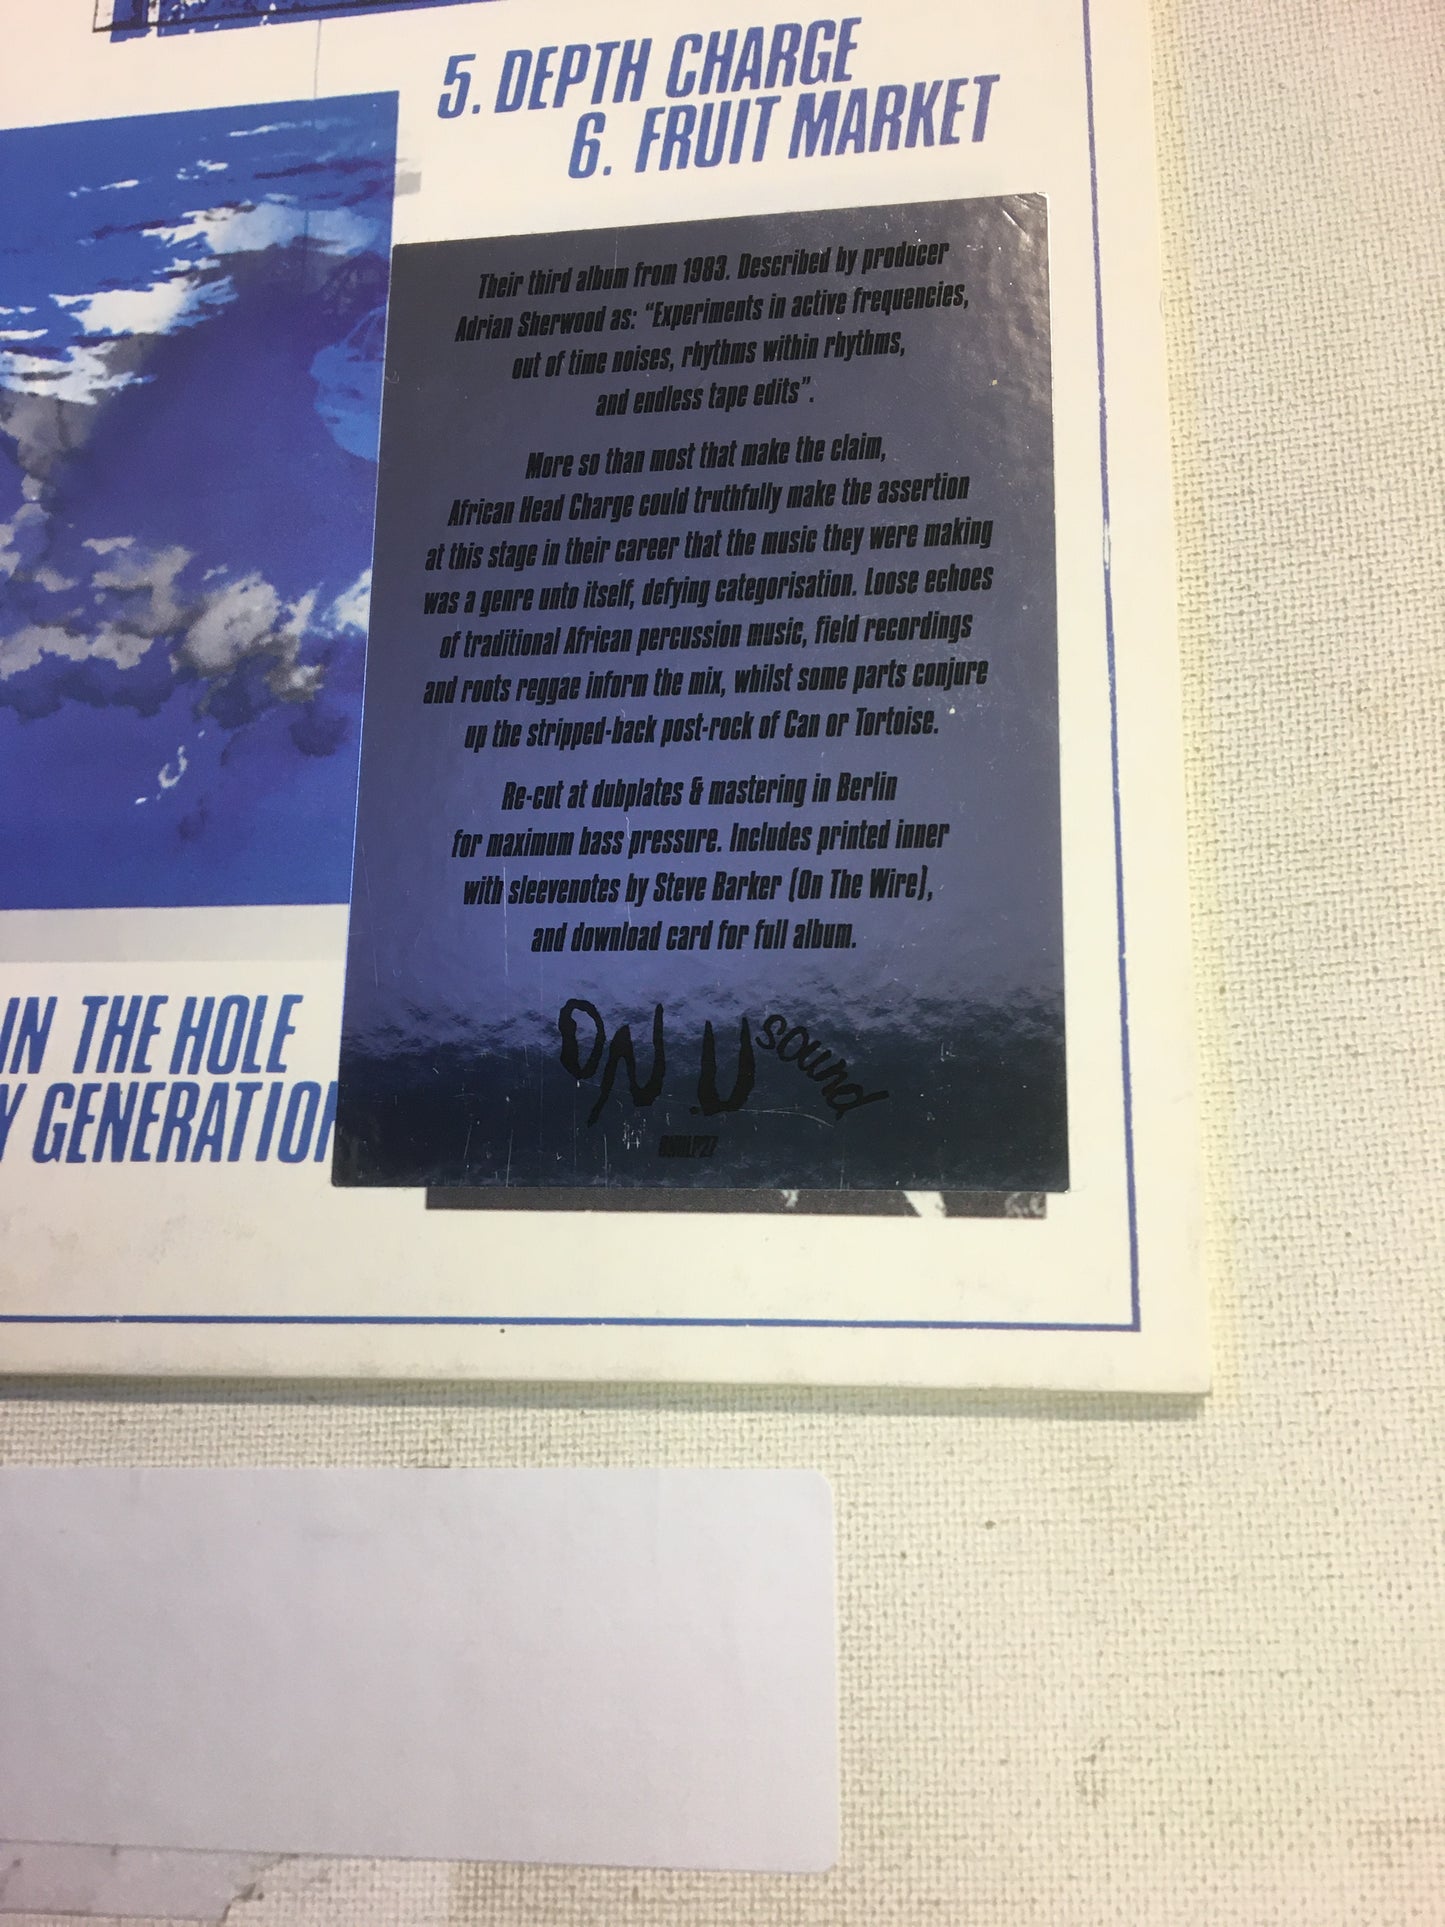 5. DEPTH CHARGE
6. FRUIT MARKET
Their third album from 1983. Described by producer
Adrian Sherwood as: “Experiments in active frequencies,
out of time noises, rhythms within rhythms,
and endless tape edits”.
More so than most that make the claim,
African Head Charge could truthfully make the assertion
at this stage in their career that the music they were making
was a genre unto itself, defying categorisation. Loose echoes
of traditional African percussion music, field recordings
and roots reggae inform the mix, whilst some parts conjure
up the stripped-back post-rock of Can or Tortoise.
Re-cut at dubplates & mastering in Berlin
for maximum bass pressure. Includes printed inner
with sleevenotes by Steve Barker (On The Wire),
and download card for full album.
ON.U sound
ONULP27
IN THE HOLE
Y GENERATION